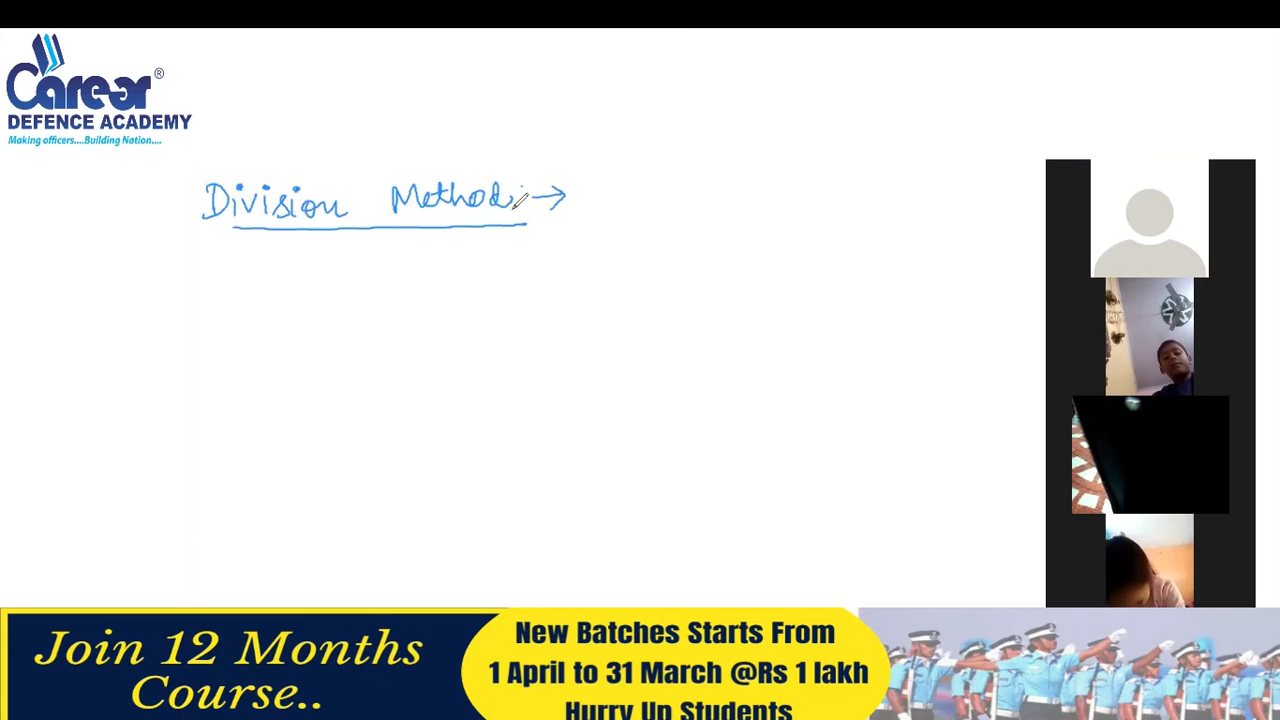 Carear®
DEFENCE ACADEMY
Making officers....Building Nation....
Division Method :→
Join 12 Months
Course..
New Batches Starts From
1 April to 31 March @Rs 1 lakh
Hurry Up Students